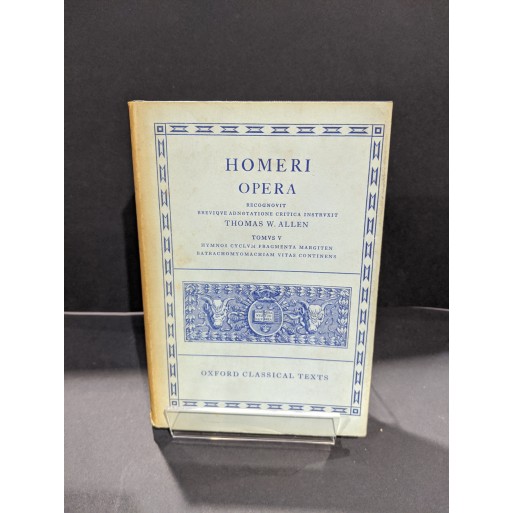 HOMERI
OPERA
RECOGNOVIT
BREVIQVE ADNOTATIONE CRITICA INSTRVXIT
THOMAS W. ALLEN
TOMVS V
HYMNOS CYCLVM FRAGMENTA MARGITEN
BATRACHOMYOMACHIAM VITAS CONTINENS
OXFORD CLASSICAL TEXTS